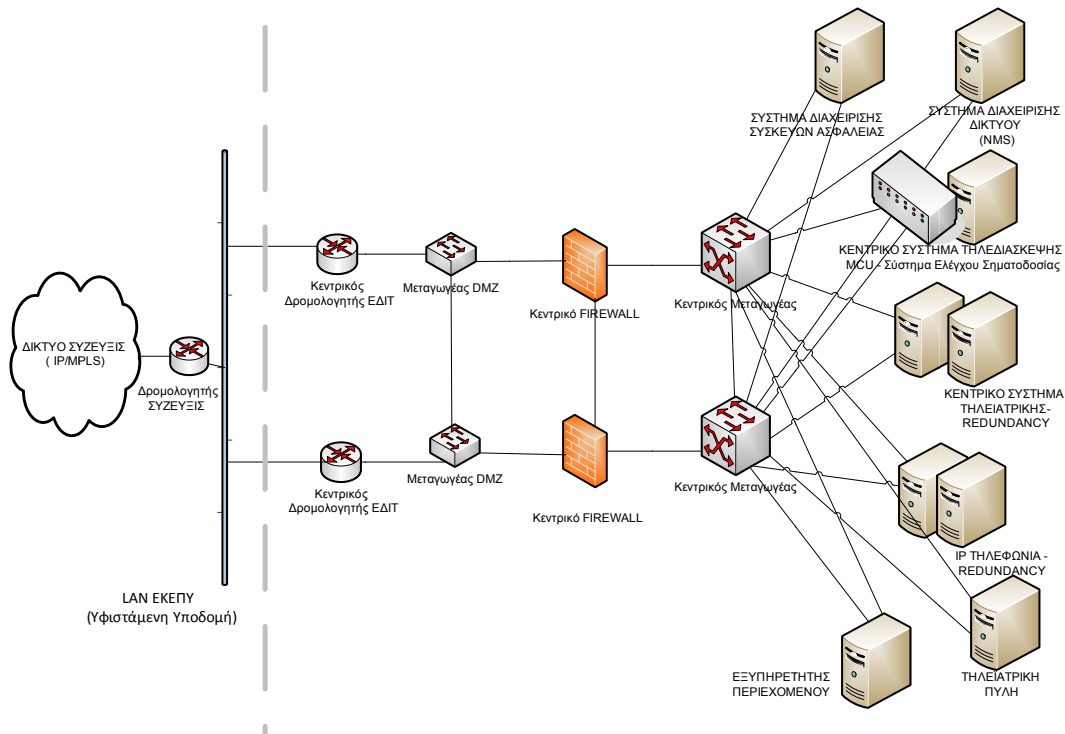 ΣΥΣΤΗΜΑ ΔΙΑΧΕΙΡΙΣΗΣ
ΣΥΣΚΕΥΩΝ ΑΣΦΑΛΕΙΑΣ
ΣΥΣΤΗΜΑ ΔΙΑΧΕΙΡΙΣΗΣ
ΔΙΚΤΥΟΥ
(NMS)
ΚΕΝΤΡΙΚΟ ΣΥΣΤΗΜΑ ΤΗΛΕΔΙΑΣΚΕΨΗΣ
MCU - Σύστημα Ελέγχου Σηματοδοσίας
Κεντρικός
Δρομολογητής ΕΔΙΤ
Μεταγωγέας DMZ
Κεντρικό FIREWALL
Κεντρικός Μεταγωγέας
ΔΙΚΤΥΟ ΣΥΖΕΥΞΙΣ
( IP/MPLS)
Δρομολογητής
ΣΥΖΕΥΞΙΣ
ΚΕΝΤΡΙΚΟ ΣΥΣΤΗΜΑ
ΤΗΛΕΙΑΤΡΙΚΗΣ-
REDUNDANCY
Κεντρικός
Δρομολογητής ΕΔΙΤ
Μεταγωγέας DMZ
Κεντρικό FIREWALL
Κεντρικός Μεταγωγέας
IP ΤΗΛΕΦΩΝΙΑ -
REDUNDANCY
LAN ΕΚΕΠΥ
(Υφιστάμενη Υποδομή)
ΕΞΥΠΗΡΕΤΗΤΗΣ
ΠΕΡΙΕΧΟΜΕΝΟΥ
ΤΗΛΕΪΑΤΡΙΚΗ
ΠΥΛΗ